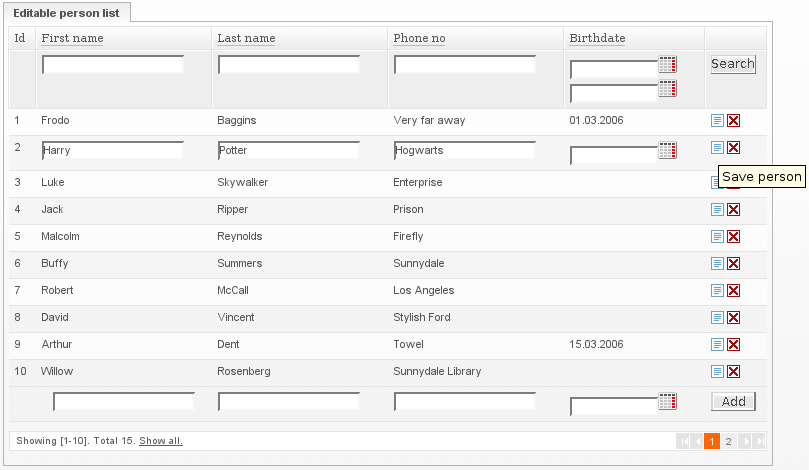 Editable person list
Id First name Last name Phone no Birthdate
Search
1 Frodo Baggins Very far away 01.03.2006
2 Harry Potter Hogwarts
Save person
3 Luke Skywalker Enterprise
4 Jack Ripper Prison
5 Malcolm Reynolds Firefly
6 Buffy Summers Sunnydale
7 Robert McCall Los Angeles
8 David Vincent Stylish Ford
9 Arthur Dent Towel 15.03.2006
10 Willow Rosenberg Sunnydale Library
Add
Showing [1-10]. Total 15. Show all. 1 2